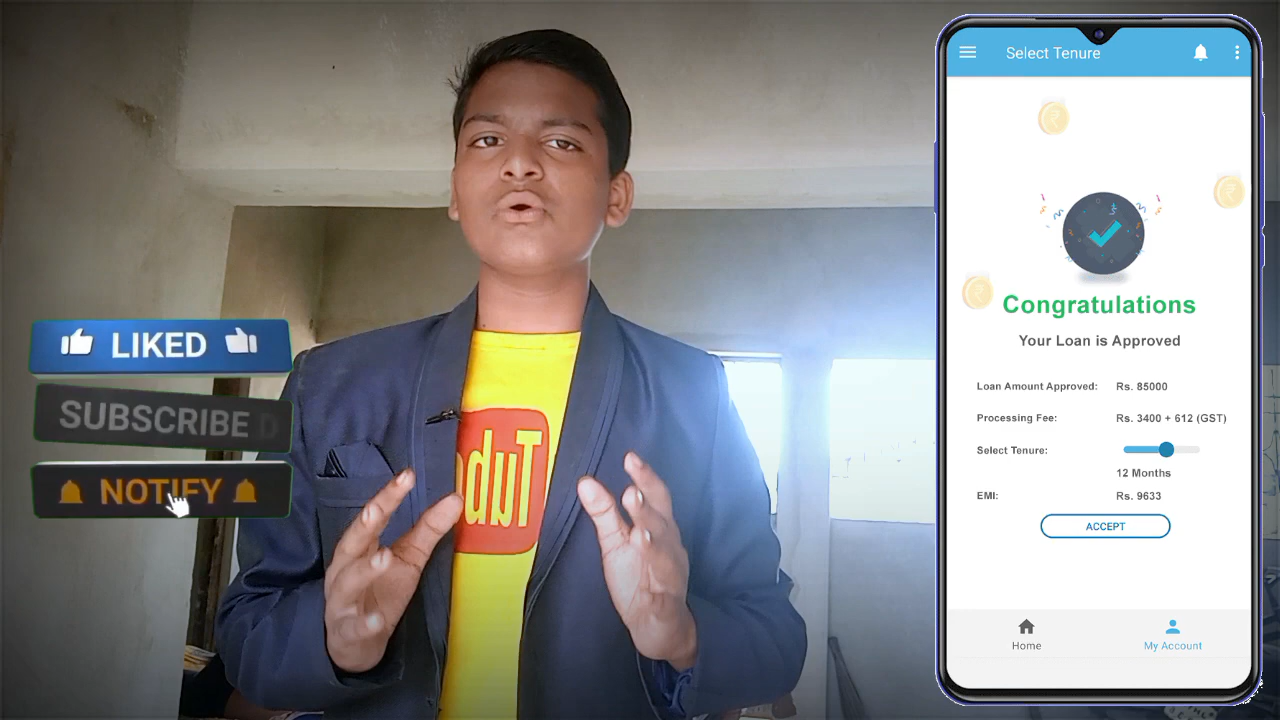 LIKED
SUBSCRIBE D
NOTIFY
Tube
Select Tenure
Congratulations
Your Loan is Approved
Loan Amount Approved: Rs. 85000
Processing Fee: Rs. 3400 + 612 (GST)
Select Tenure:
12 Months
EMI: Rs. 9633
ACCEPT
Home
My Account